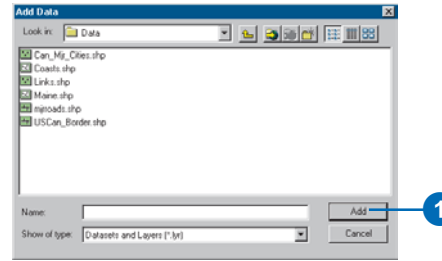 Add Data
Look in: Data
Can_Mjr_Cities.shp
Coasts.shp
Links.shp
Maine.shp
mjroads.shp
USCan_Border.shp
Name: Add 1
Show of type: Datasets and Layers (*.lyr) Cancel